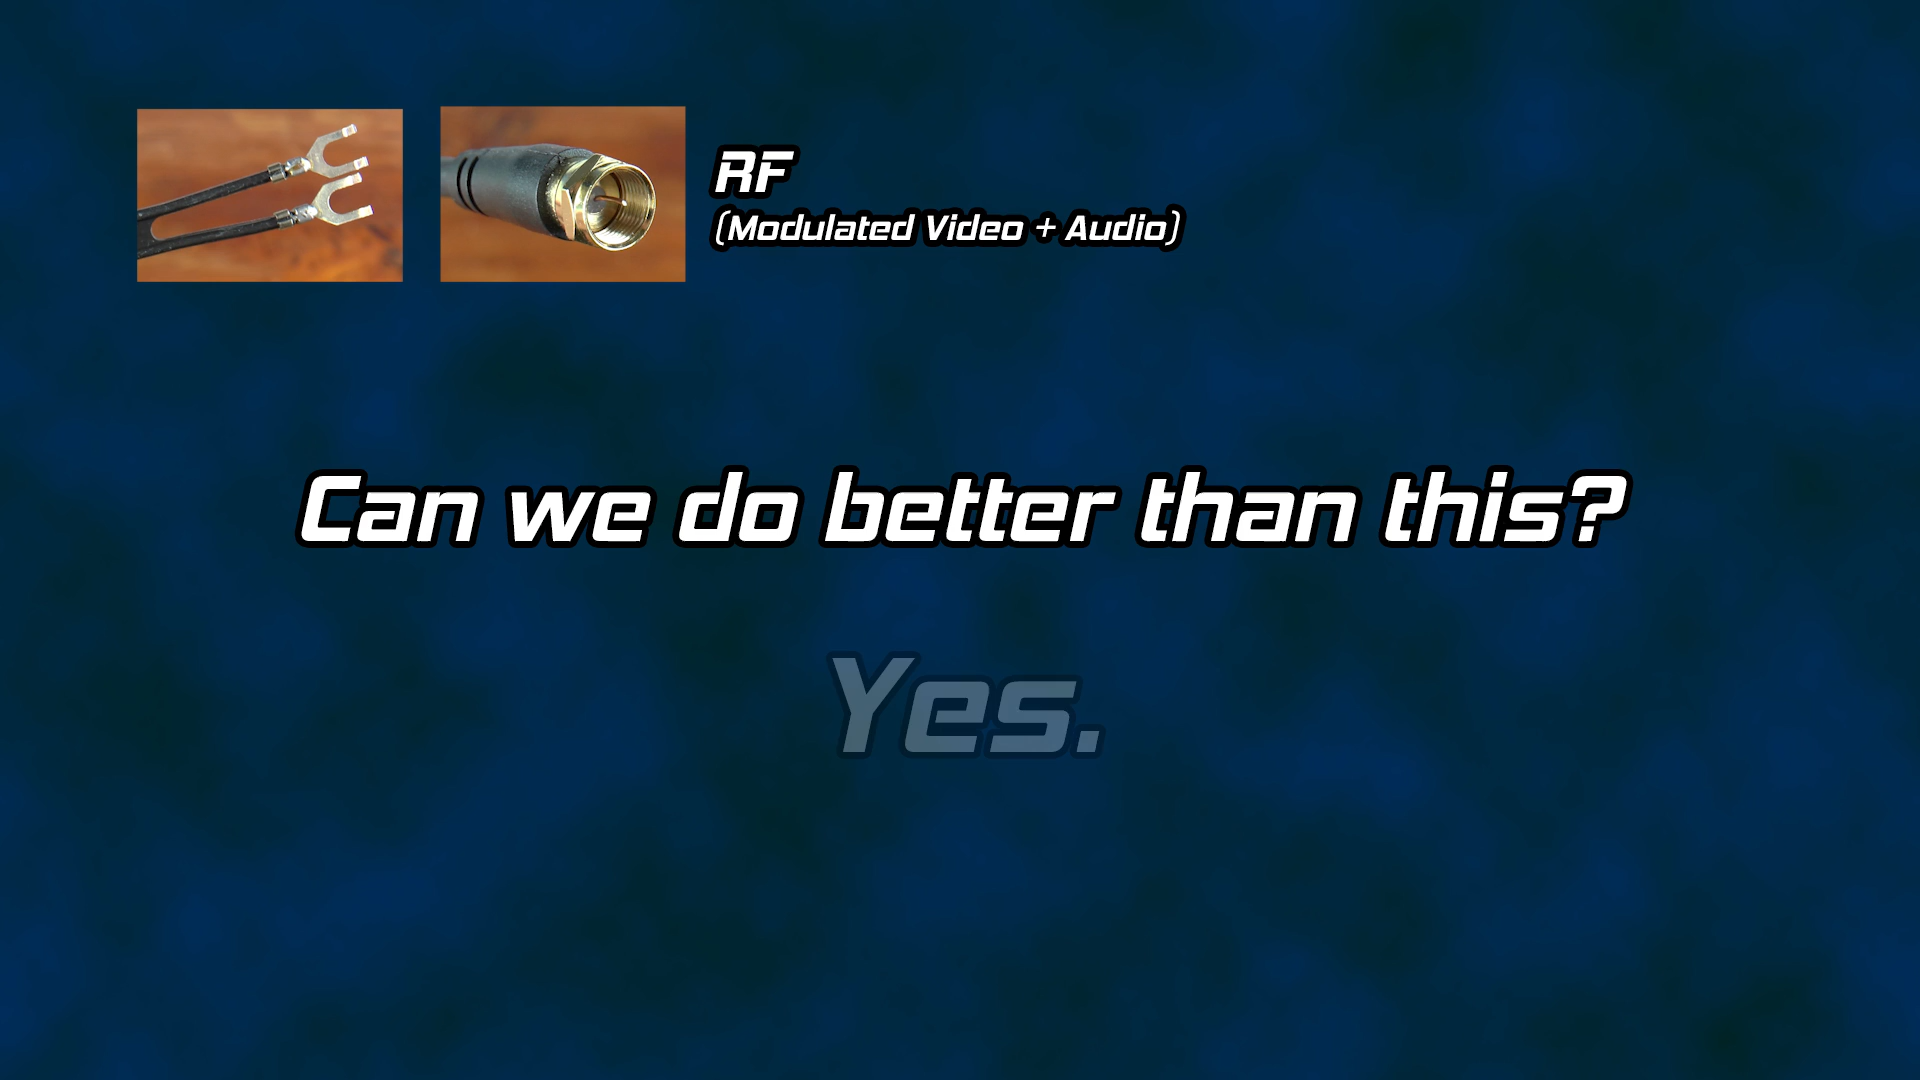 RF
(Modulated Video + Audio)
Can we do better than this?
Yes.